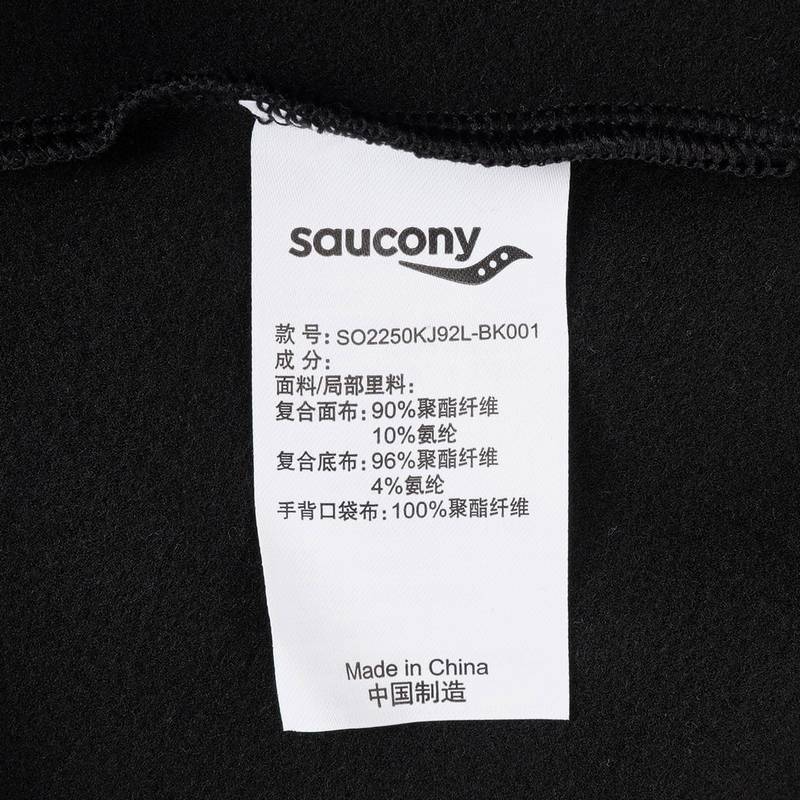 saucony
款 号: SO2250KJ92L-BK001
成 分:
面料/局部里料:
复合面布: 90%聚酯纤维
10%氨纶
复合底布: 96%聚酯纤维
4%氨纶
手背口袋布: 100%聚酯纤维
Made in China
中国制造